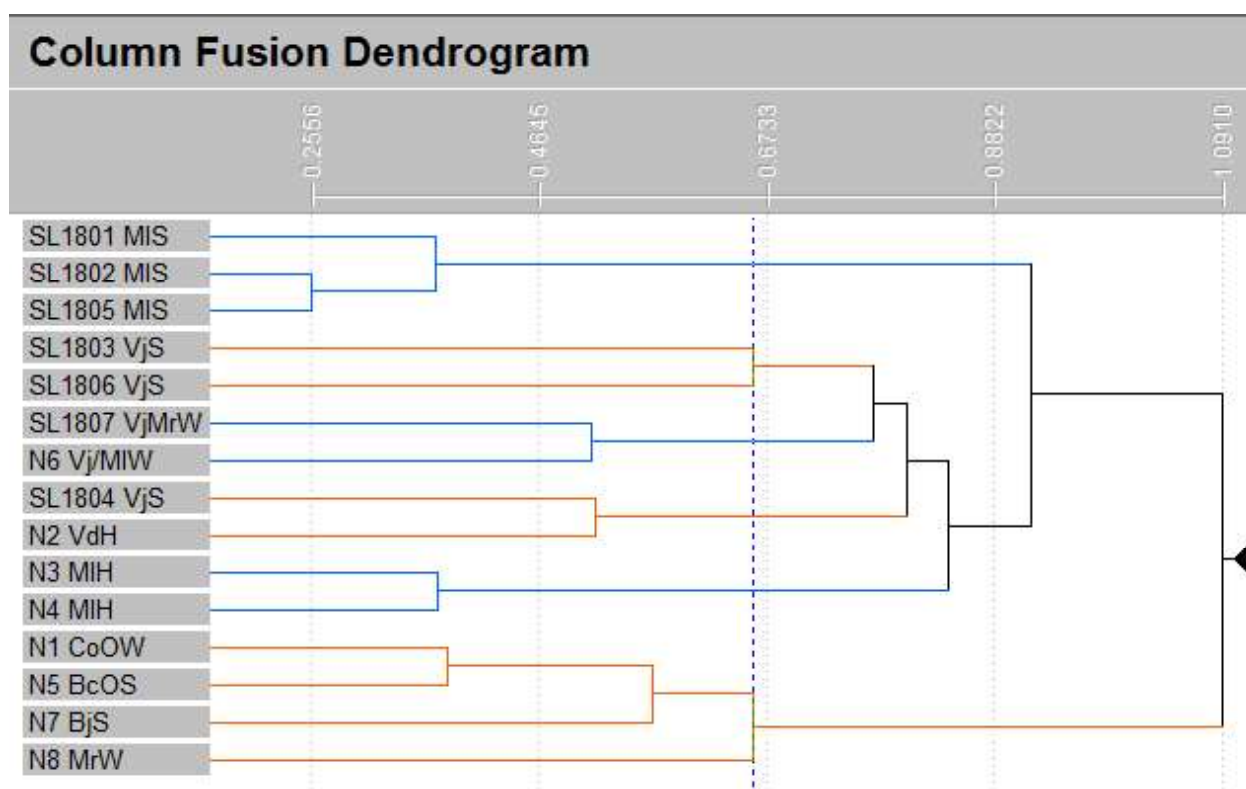 Column Fusion Dendrogram
0.2556
0.4645
0.6733
0.8822
1.0910
SL1801 MIS
SL1802 MIS
SL1805 MIS
SL1803 VjS
SL1806 VjS
SL1807 VjMrW
N6 Vj/MIW
SL1804 VjS
N2 VdH
N3 MIH
N4 MIH
N1 CoOW
N5 BcOS
N7 BjS
N8 MrW